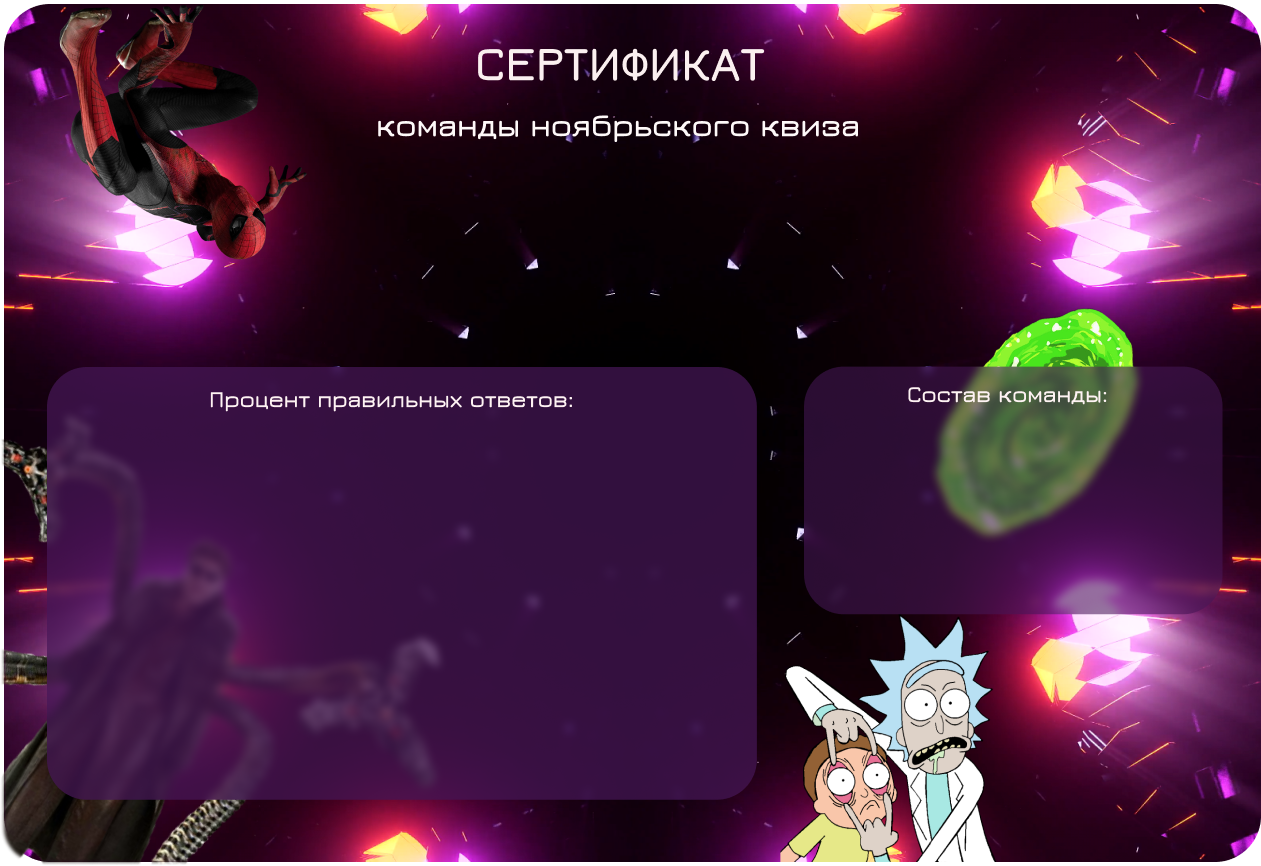 СЕРТИФИКАТ
команды ноябрьского квиза
Процент правильных ответов:
Состав команды: